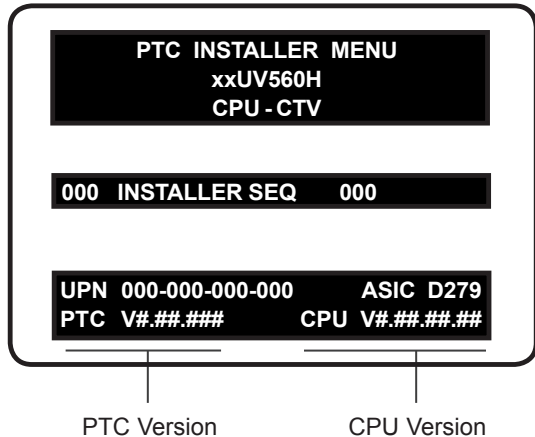 PTC INSTALLER MENU
xxUV560H
CPU - CTV
000 INSTALLER SEQ 000
UPN 000-000-000-000 ASIC D279
PTC V#.##.### CPU V#.##.##.##
PTC Version CPU Version